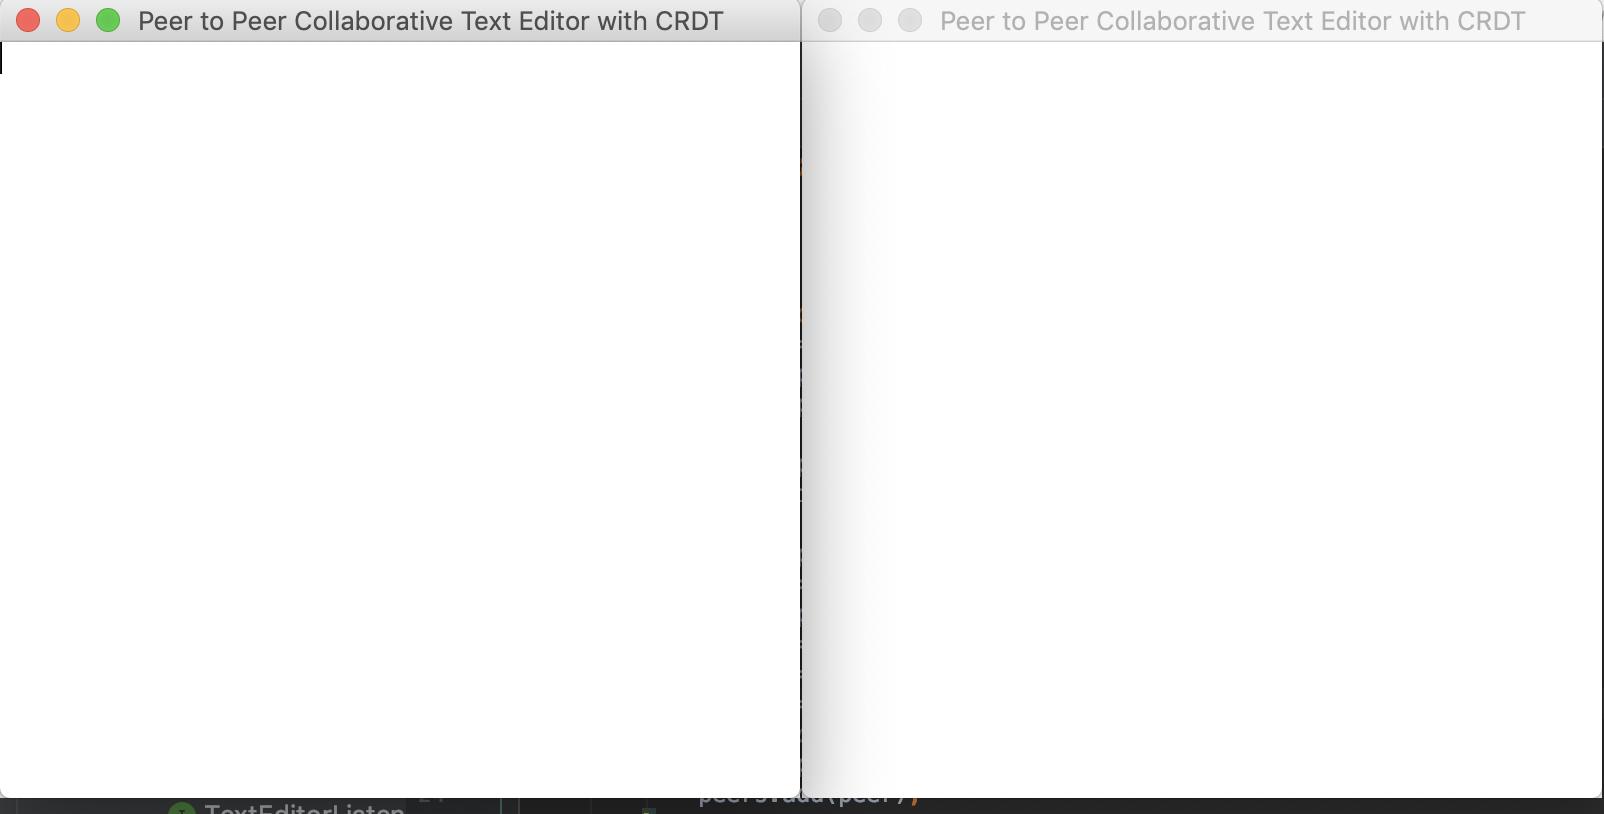 Peer to Peer Collaborative Text Editor with CRDT
Peer to Peer Collaborative Text Editor with CRDT
TextEditorListen
peers.add(peer);